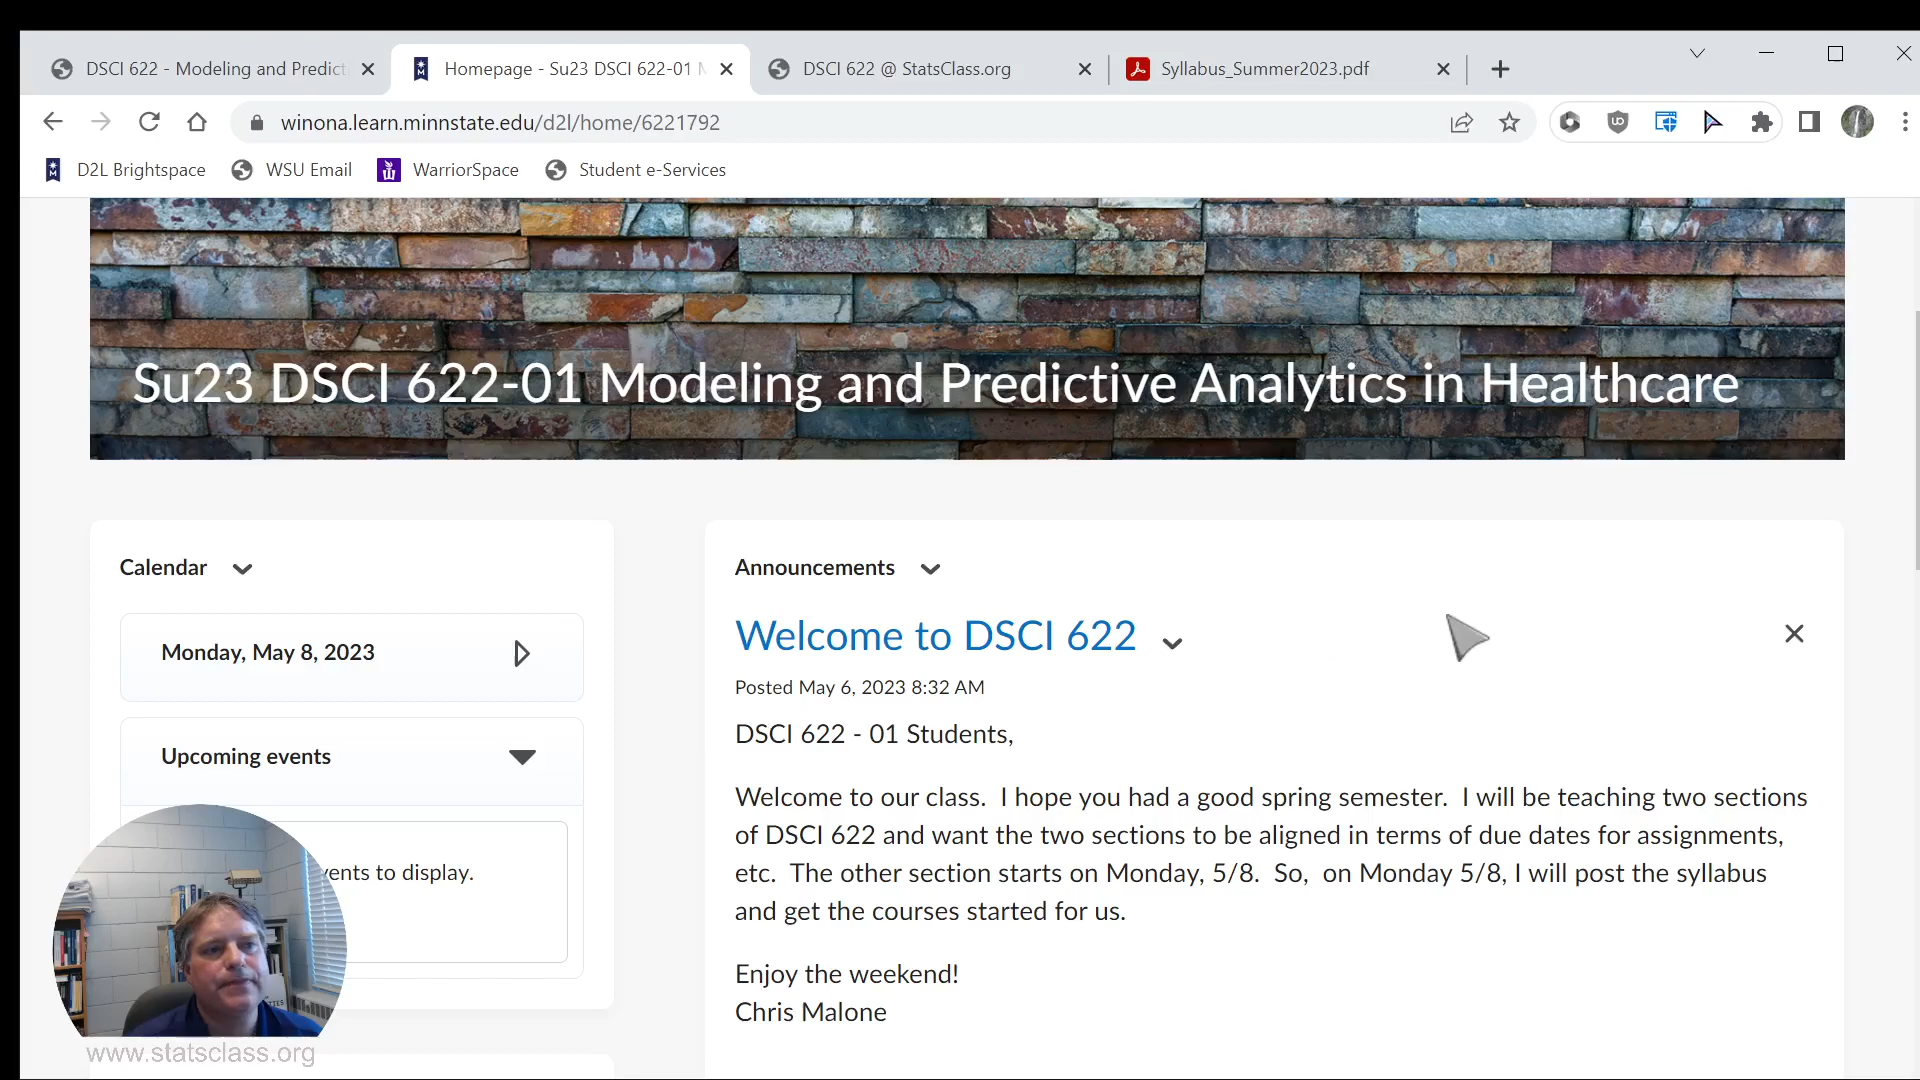 DSCI 622 - Modeling and Predict
Homepage - Su23 DSCI 622-01 M
DSCI 622 @ StatsClass.org
Syllabus_Summer2023.pdf
winona.learn.minnstate.edu/d2l/home/6221792
D2L Brightspace
WSU Email
WarriorSpace
Student e-Services
Su23 DSCI 622-01 Modeling and Predictive Analytics in Healthcare
Calendar
Monday, May 8, 2023
Upcoming events
vents to display.
Announcements
Welcome to DSCI 622
Posted May 6, 2023 8:32 AM
DSCI 622 - 01 Students,
Welcome to our class. I hope you had a good spring semester. I will be teaching two sections
of DSCI 622 and want the two sections to be aligned in terms of due dates for assignments,
etc. The other section starts on Monday, 5/8. So, on Monday 5/8, I will post the syllabus
and get the courses started for us.
Enjoy the weekend!
Chris Malone
www.statsclass.org